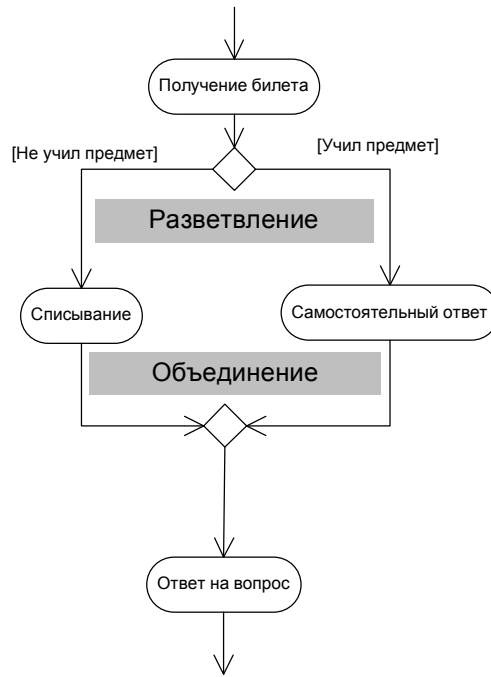 Получение билета
[Не учил предмет]
[Учил предмет]
Разветвление
Списывание
Самостоятельный ответ
Объединение
Ответ на вопрос